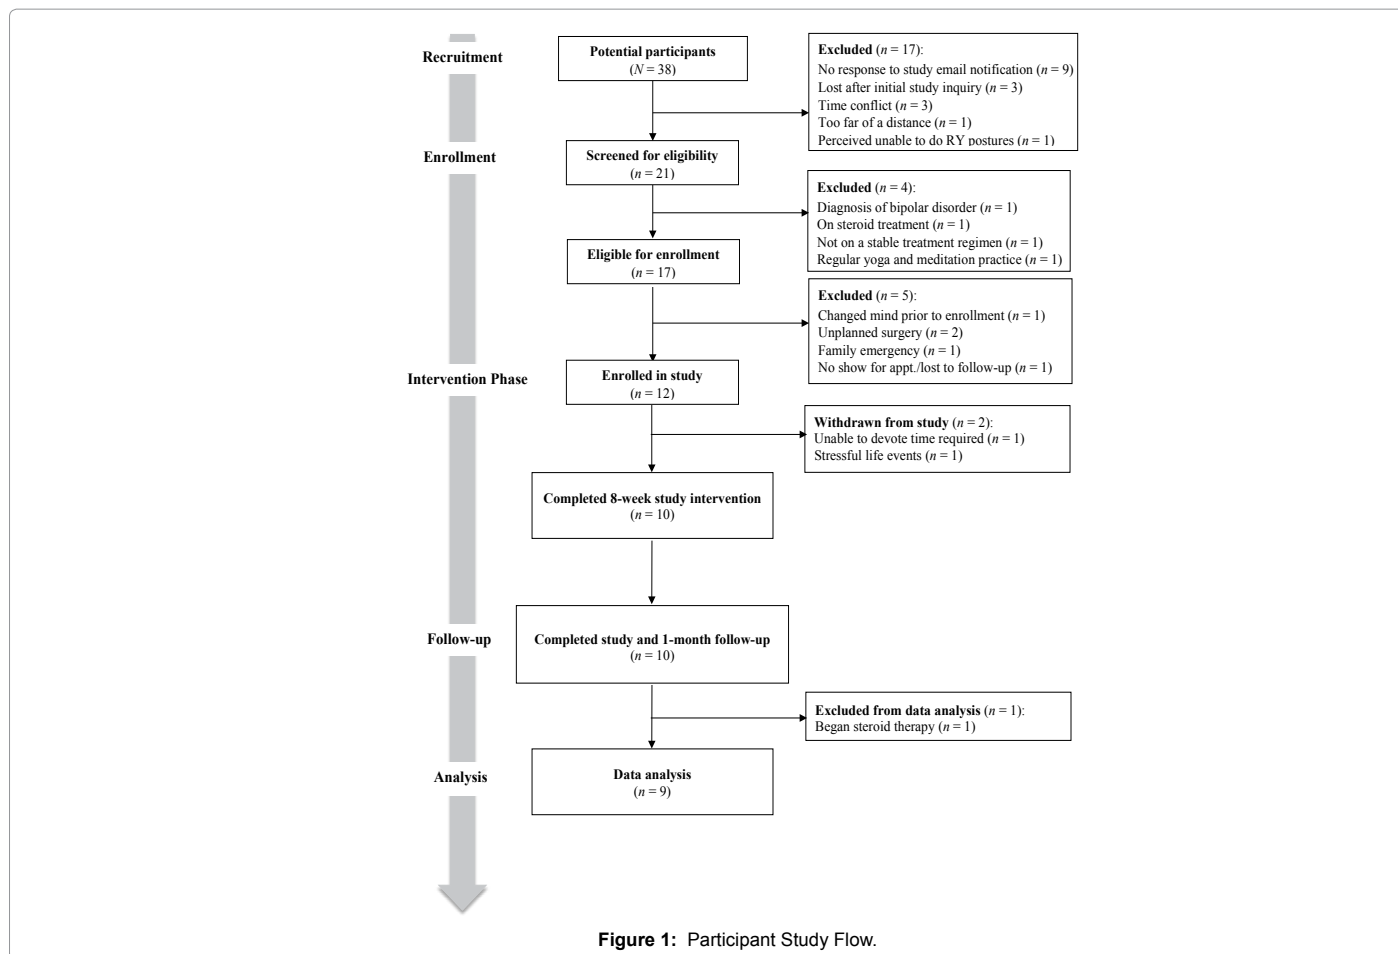 Recruitment
Potential participants
(N = 38)
Excluded (n = 17):
No response to study email notification (n = 9)
Lost after initial study inquiry (n = 3)
Time conflict (n = 3)
Too far of a distance (n = 1)
Perceived unable to do RY postures (n = 1)
Enrollment
Screened for eligibility
(n = 21)
Excluded (n = 4):
Diagnosis of bipolar disorder (n = 1)
On steroid treatment (n = 1)
Not on a stable treatment regimen (n = 1)
Regular yoga and meditation practice (n = 1)
Eligible for enrollment
(n = 17)
Excluded (n = 5):
Changed mind prior to enrollment (n = 1)
Unplanned surgery (n = 2)
Family emergency (n = 1)
No show for appt./lost to follow-up (n = 1)
Intervention Phase
Enrolled in study
(n = 12)
Withdrawn from study (n = 2):
Unable to devote time required (n = 1)
Stressful life events (n = 1)
Completed 8-week study intervention
(n = 10)
Follow-up
Completed study and 1-month follow-up
(n = 10)
Excluded from data analysis (n = 1):
Began steroid therapy (n = 1)
Analysis
Data analysis
(n = 9)
Figure 1: Participant Study Flow.